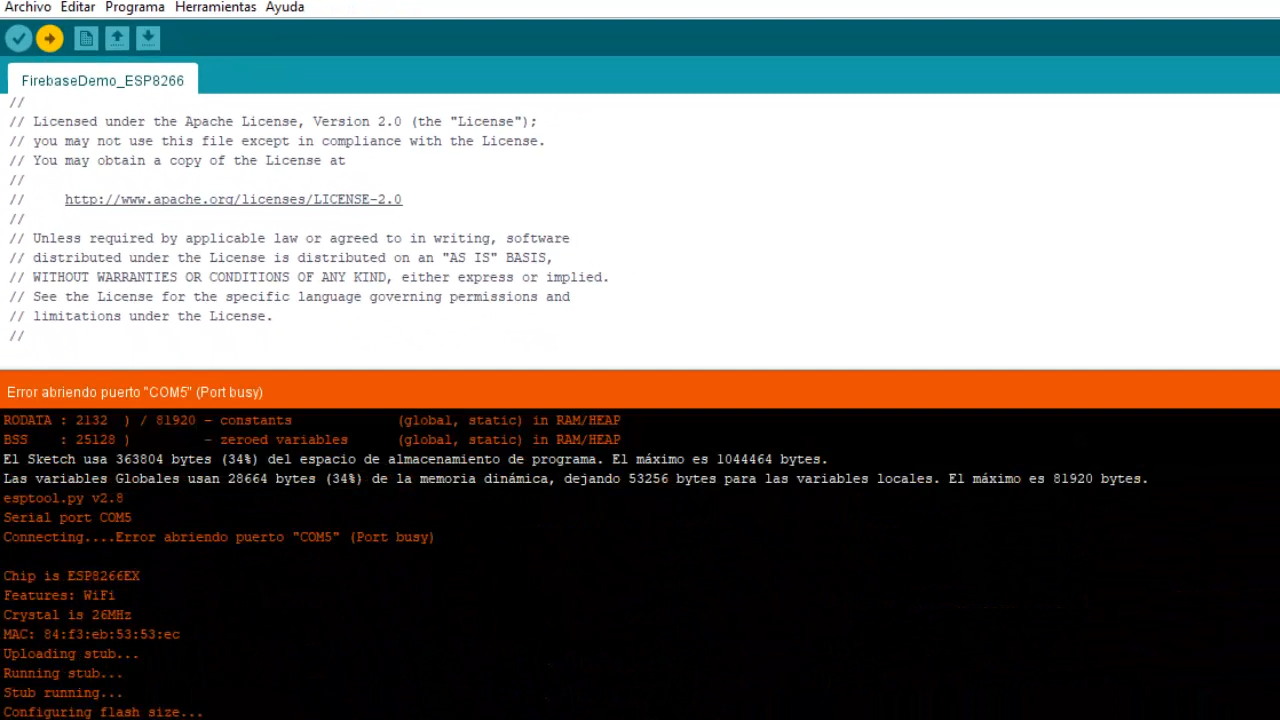 Archivo Editar Programa Herramientas Ayuda
FirebaseDemo_ESP8266
//
// Licensed under the Apache License, Version 2.0 (the "License");
// you may not use this file except in compliance with the License.
// You may obtain a copy of the License at
//
//     http://www.apache.org/licenses/LICENSE-2.0
//
// Unless required by applicable law or agreed to in writing, software
// distributed under the License is distributed on an "AS IS" BASIS,
// WITHOUT WARRANTIES OR CONDITIONS OF ANY KIND, either express or implied.
// See the License for the specific language governing permissions and
// limitations under the License.
//
Error abriendo puerto "COM5" (Port busy)
RODATA : 2132  ) / 81920 - constants             (global, static) in RAM/HEAP
BSS    : 25128 )         - zeroed variables      (global, static) in RAM/HEAP
El Sketch usa 363804 bytes (34%) del espacio de almacenamiento de programa. El máximo es 1044464 bytes.
Las variables Globales usan 28664 bytes (34%) de la memoria dinámica, dejando 53256 bytes para las variables locales. El máximo es 81920 bytes.
esptool.py v2.8
Serial port COM5
Connecting....Error abriendo puerto "COM5" (Port busy)
Chip is ESP8266EX
Features: WiFi
Crystal is 26MHz
MAC: 84:f3:eb:53:53:ec
Uploading stub...
Running stub...
Stub running...
Configuring flash size...